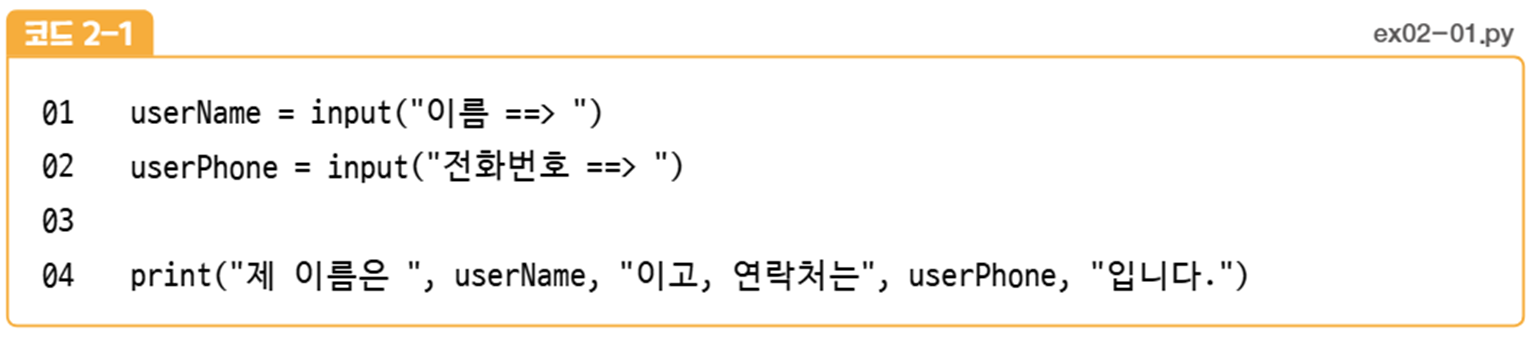 코드 2-1
ex02-01.py
01 userName = input("이름 ==> ")
02 userPhone = input("전화번호 ==> ")
03
04 print("제 이름은 ", userName, "이고, 연락처는", userPhone, "입니다.")